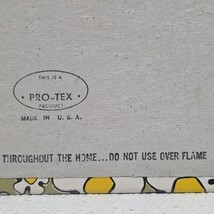 THIS IS A
• PRO-TEX •
PRODUCT
MADE IN U.S.A.
THROUGHOUT THE HOME...DO NOT USE OVER FLAME